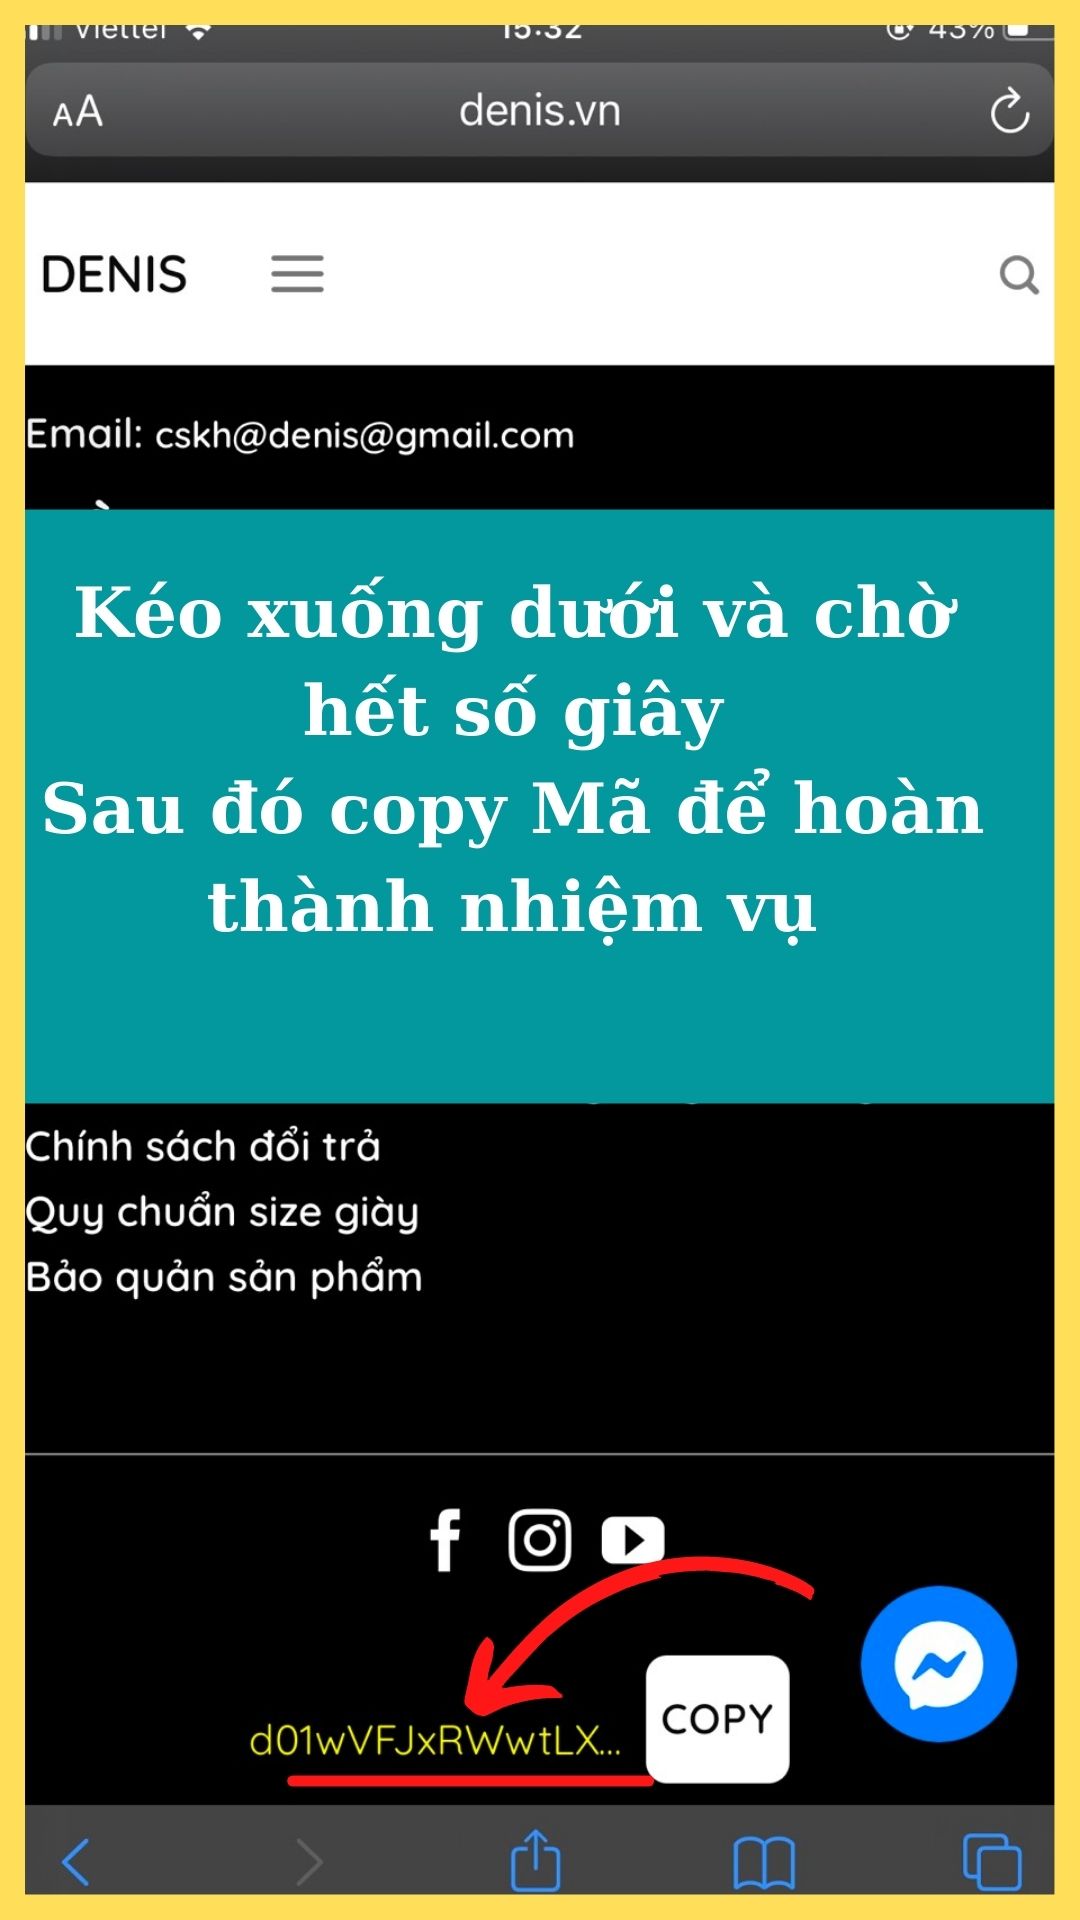 Viettel 15:32 43%
AA denis.vn
DENIS
Email: cskh@denis@gmail.com
Kéo xuống dưới và chờ
hết số giây
Sau đó copy Mã để hoàn
thành nhiệm vụ
Chính sách đổi trả
Quy chuẩn size giày
Bảo quản sản phẩm
d01wVFJxRWwtLX... COPY